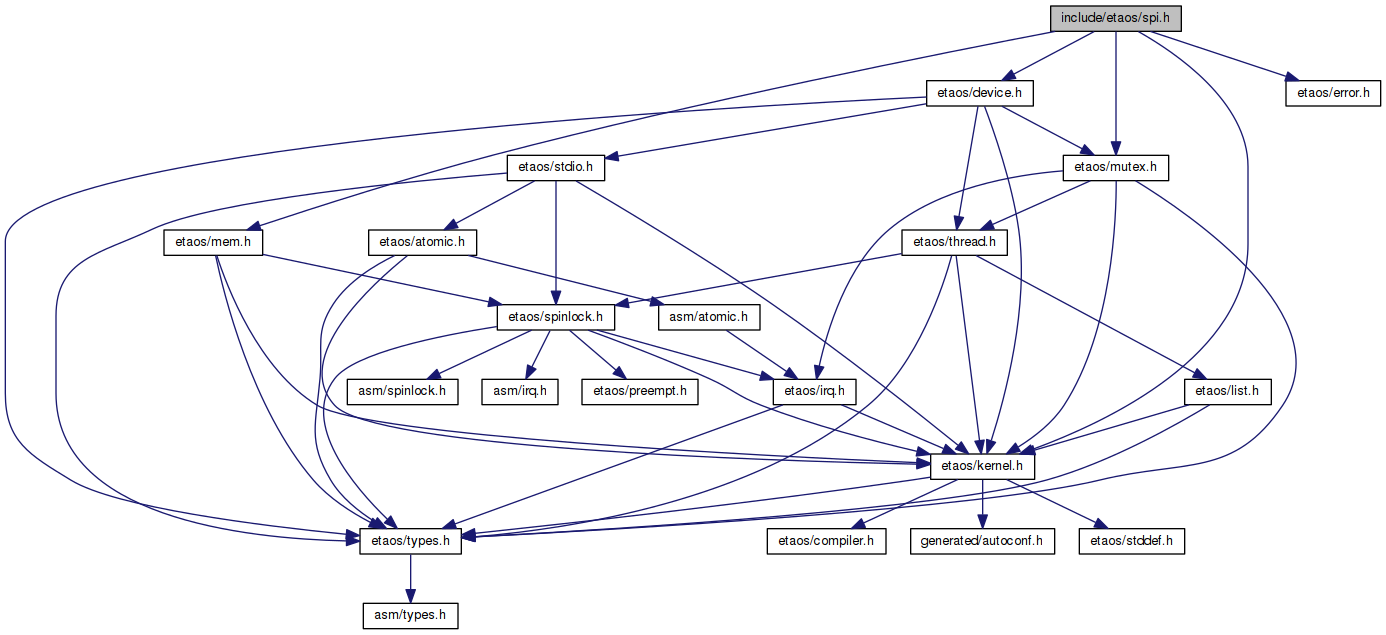 include/etaos/spi.h
etaos/device.h
etaos/error.h
etaos/stdio.h
etaos/mutex.h
etaos/mem.h
etaos/atomic.h
etaos/thread.h
etaos/spinlock.h
asm/atomic.h
asm/spinlock.h
asm/irq.h
etaos/preempt.h
etaos/irq.h
etaos/list.h
etaos/kernel.h
etaos/types.h
etaos/compiler.h
generated/autoconf.h
etaos/stddef.h
asm/types.h